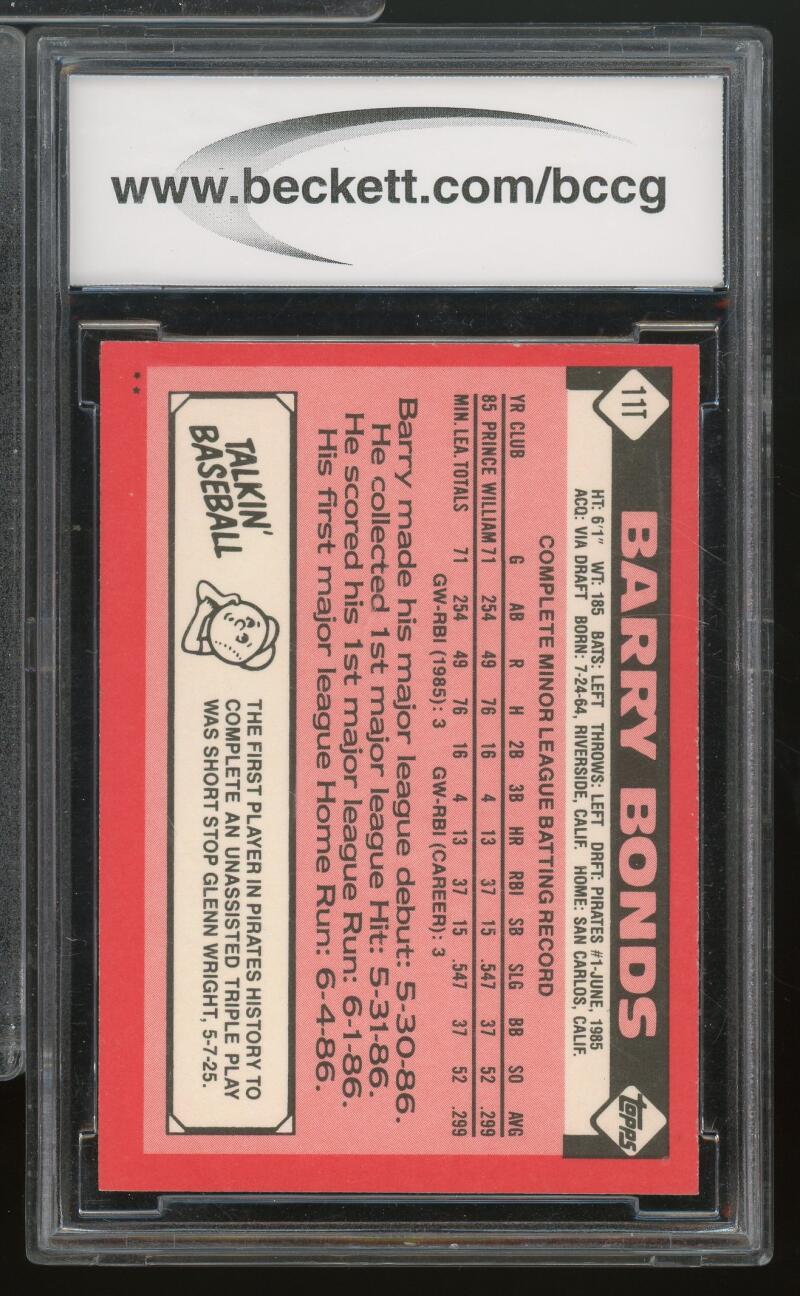 www.beckett.com/bccg
11T
BARRY BONDS
topps
HT: 6'1" WT: 185 BATS: LEFT THROWS: LEFT DRFT: PIRATES #1-JUNE, 1985
ACQ: VIA DRAFT BORN: 7-24-64, RIVERSIDE, CALIF. HOME: SAN CARLOS, CALIF.
COMPLETE MINOR LEAGUE BATTING RECORD
YR CLUB G AB R H 2B 3B HR RBI SB SLG BB SO AVG
85 PRINCE WILLIAM 71 254 49 76 16 4 13 37 15 .547 37 52 .299
MIN. LEA. TOTALS 71 254 49 76 16 4 13 37 15 .547 37 52 .299
GW-RBI (1985): 3 GW-RBI (CAREER): 3
Barry made his major league debut: 5-30-86.
He collected 1st major league Hit: 5-31-86.
He scored his 1st major league Run: 6-1-86.
His first major league Home Run: 6-4-86.
TALKIN'
BASEBALL
THE FIRST PLAYER IN PIRATES HISTORY TO
COMPLETE AN UNASSISTED TRIPLE PLAY
WAS SHORT STOP GLENN WRIGHT, 5-7-25.
**